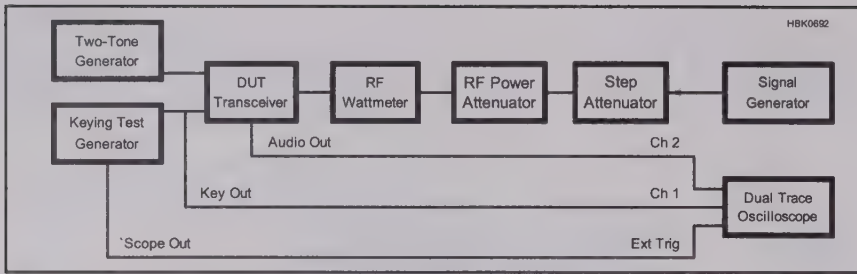 HBK0692
Two-Tone
Generator
DUT
Transceiver
RF
Wattmeter
RF Power
Attenuator
Step
Attenuator
Signal
Generator
Keying Test
Generator
Audio Out
Ch 2
Key Out
Ch 1
Dual Trace
Oscilloscope
`Scope Out
Ext Trig